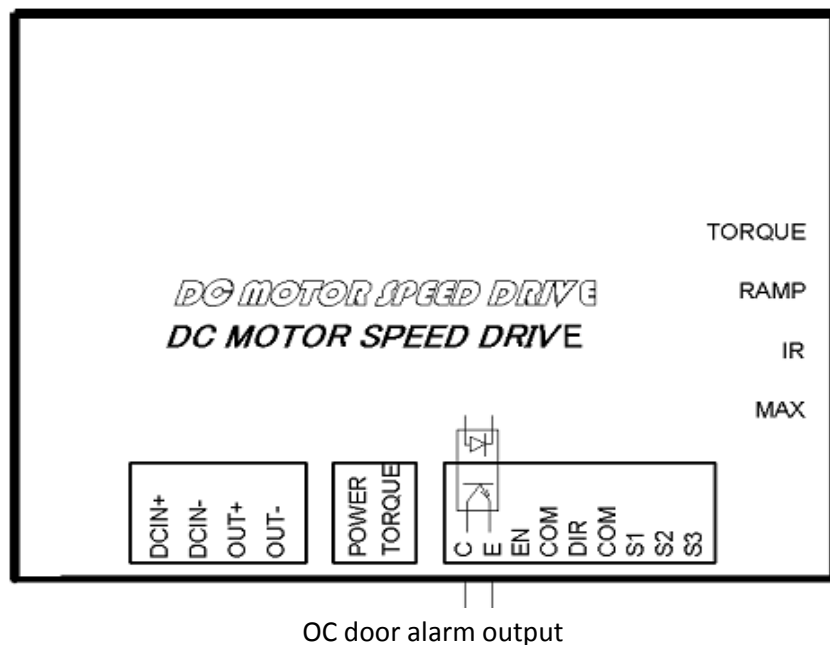 TORQUE
DC MOTOR SPEED DRIVE
RAMP
DC MOTOR SPEED DRIVE
IR
MAX
DCIN+
DCIN-
OUT+
OUT-
POWER
TORQUE
C
E
EN
COM
DIR
COM
S1
S2
S3
OC door alarm output